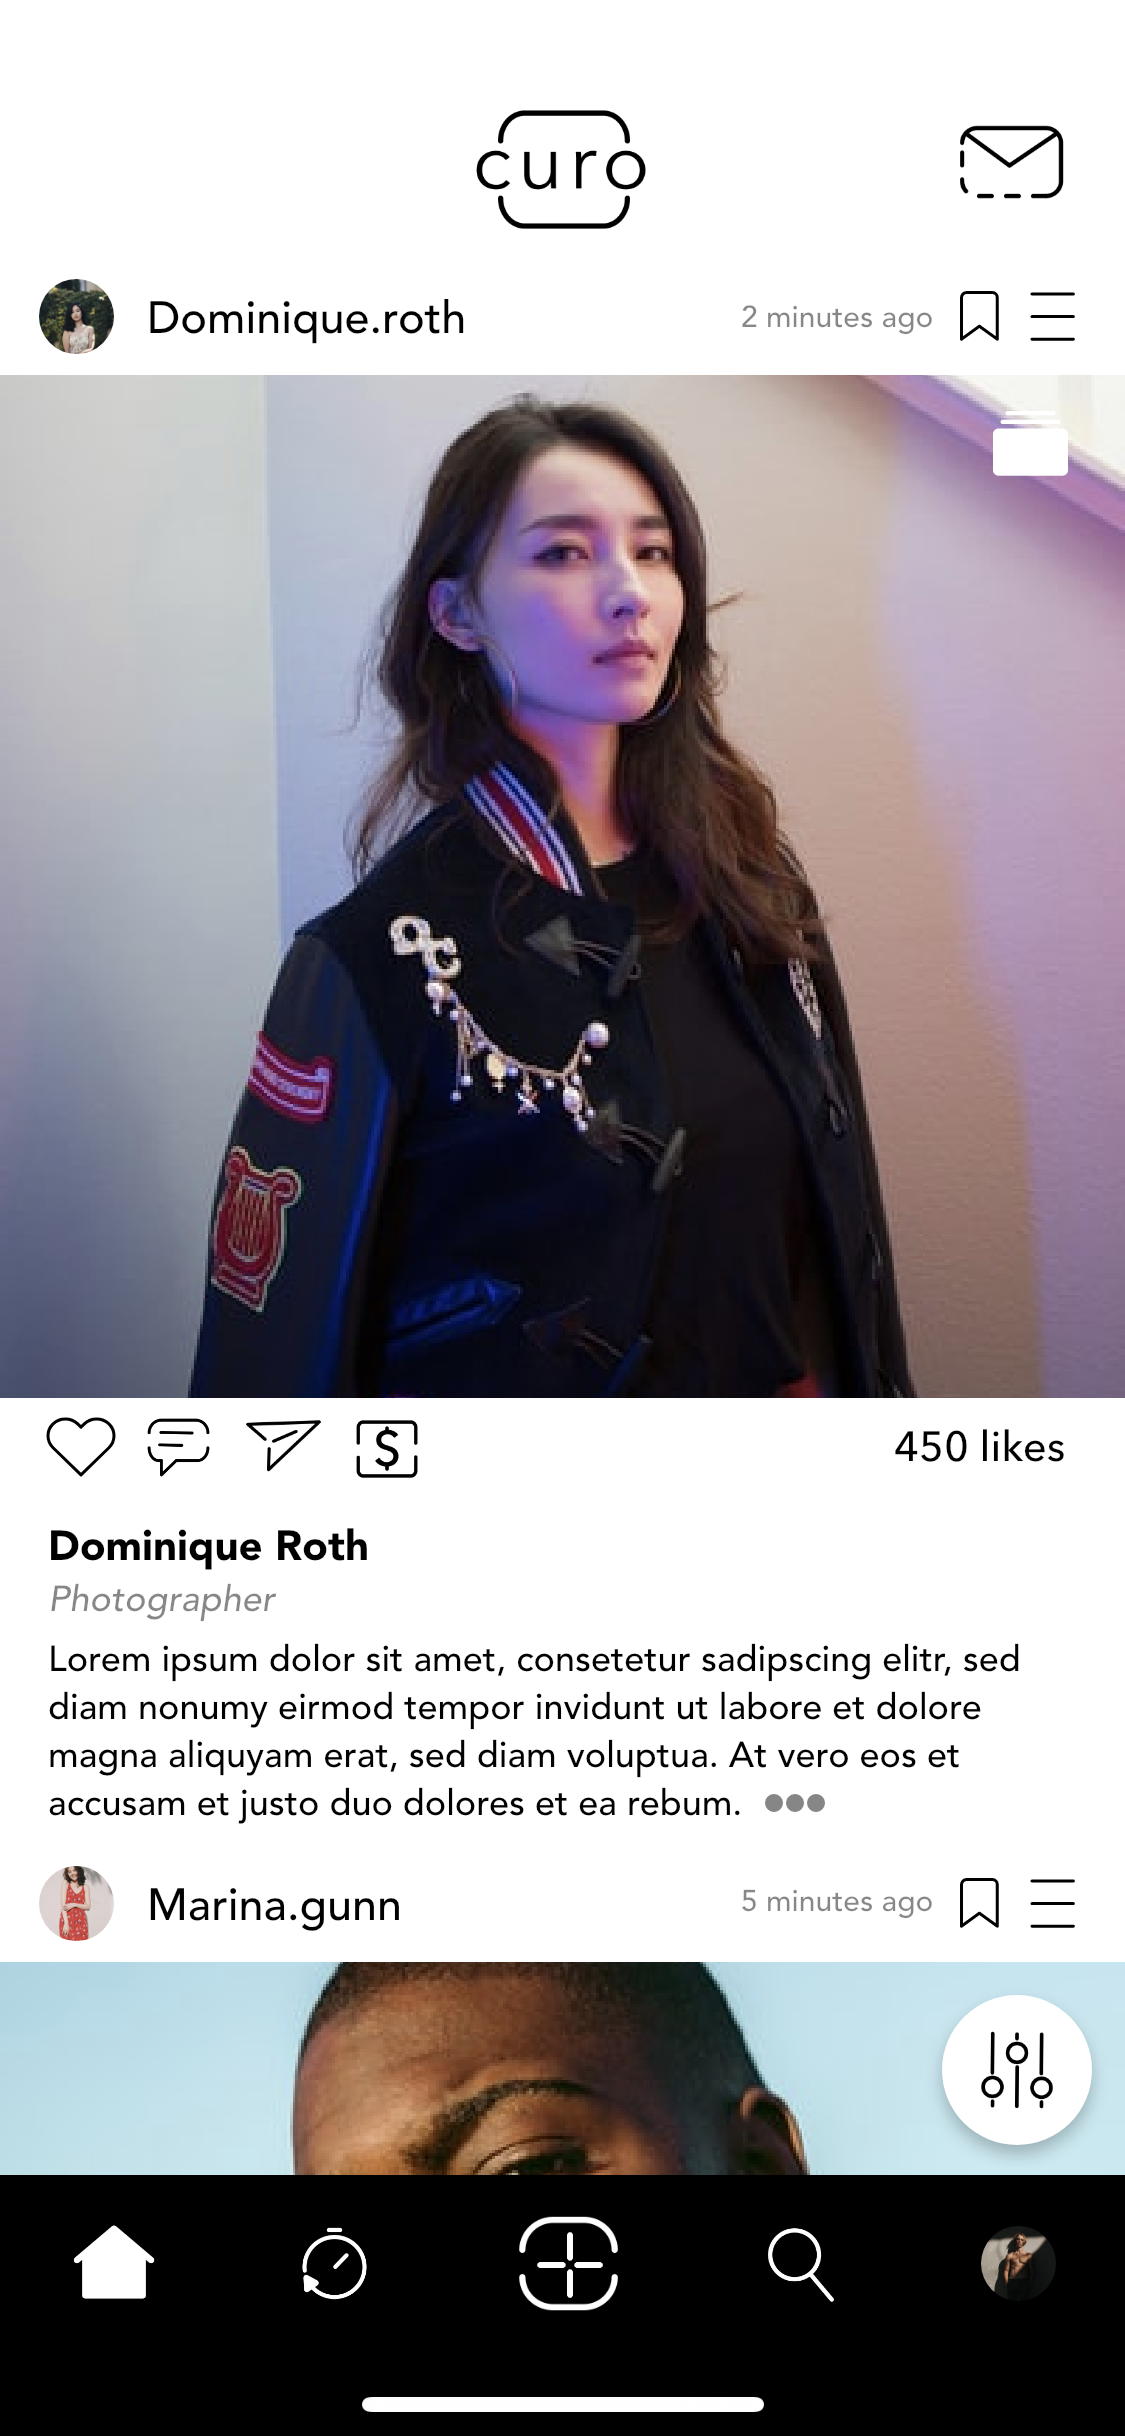 curo
Dominique.roth
2 minutes ago
$
450 likes
Dominique Roth
Photographer
Lorem ipsum dolor sit amet, consetetur sadipscing elitr, sed
diam nonumy eirmod tempor invidunt ut labore et dolore
magna aliquyam erat, sed diam voluptua. At vero eos et
accusam et justo duo dolores et ea rebum.
Marina.gunn
5 minutes ago